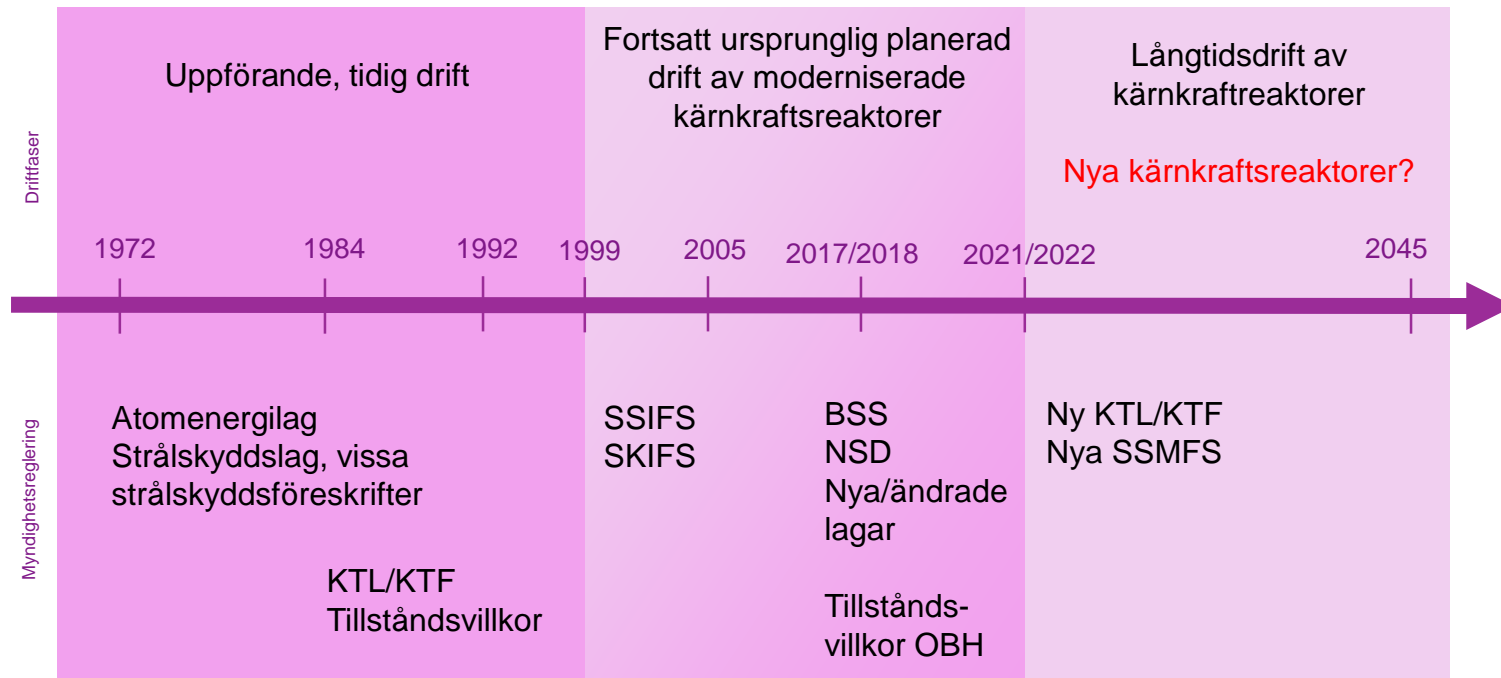 Driftfaser
Uppförande, tidig drift
Fortsatt ursprunglig planerad
drift av moderniserade
kärnkraftsreaktorer
Långtidsdrift av
kärnkraftreaktorer
Nya kärnkraftsreaktorer?
1972
1984
1992
1999
2005
2017/2018
2021/2022
2045
Myndighetsreglering
Atomenergilag
Strålskyddslag, vissa
strålskyddsföreskrifter
KTL/KTF
Tillståndsvillkor
SSIFS
SKIFS
BSS
NSD
Nya/ändrade
lagar
Tillstånds-
villkor OBH
Ny KTL/KTF
Nya SSMFS